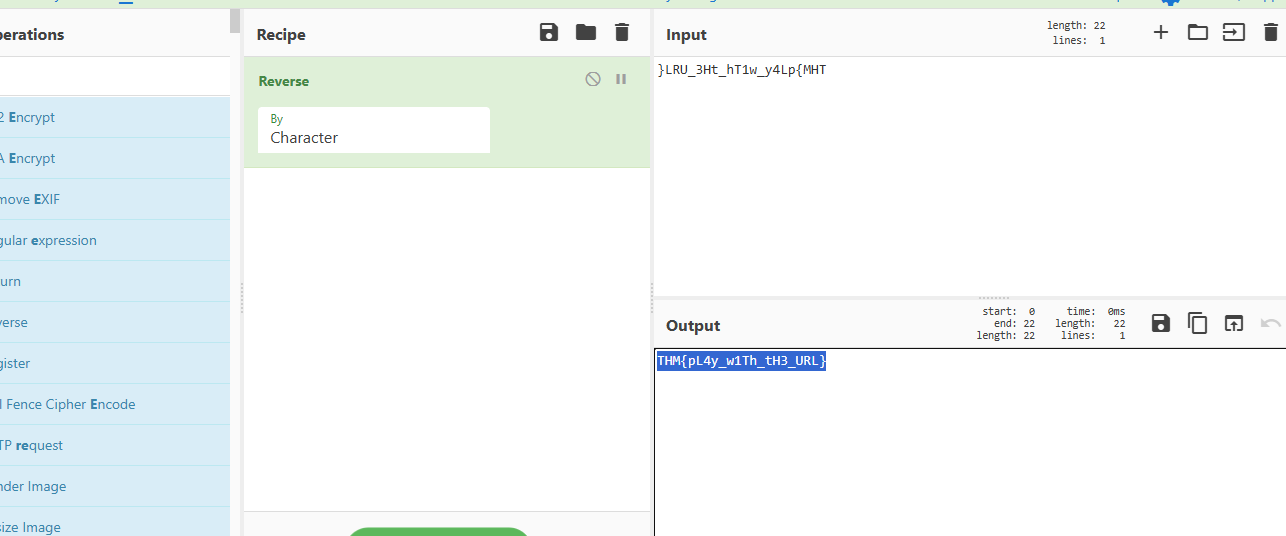 perations
2 Encrypt
A Encrypt
move EXIF
gular expression
urn
verse
gister
l Fence Cipher Encode
TP request
nder Image
size Image
Recipe
Reverse
By
Character
Input
length: 22
lines: 1
}LRU_3Ht_hT1w_y4Lp{MHT
Output
start: 0
end: 22
length: 22
time: 0ms
length: 22
lines: 1
THM{pL4y_w1Th_tH3_URL}